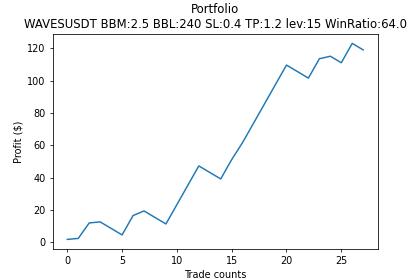 Portfolio
WAVESUSDT BBM:2.5 BBL:240 SL:0.4 TP:1.2 lev:15 WinRatio:64.0
120
100
80
60
40
20
0
Profit ($)
0 5 10 15 20 25
Trade counts